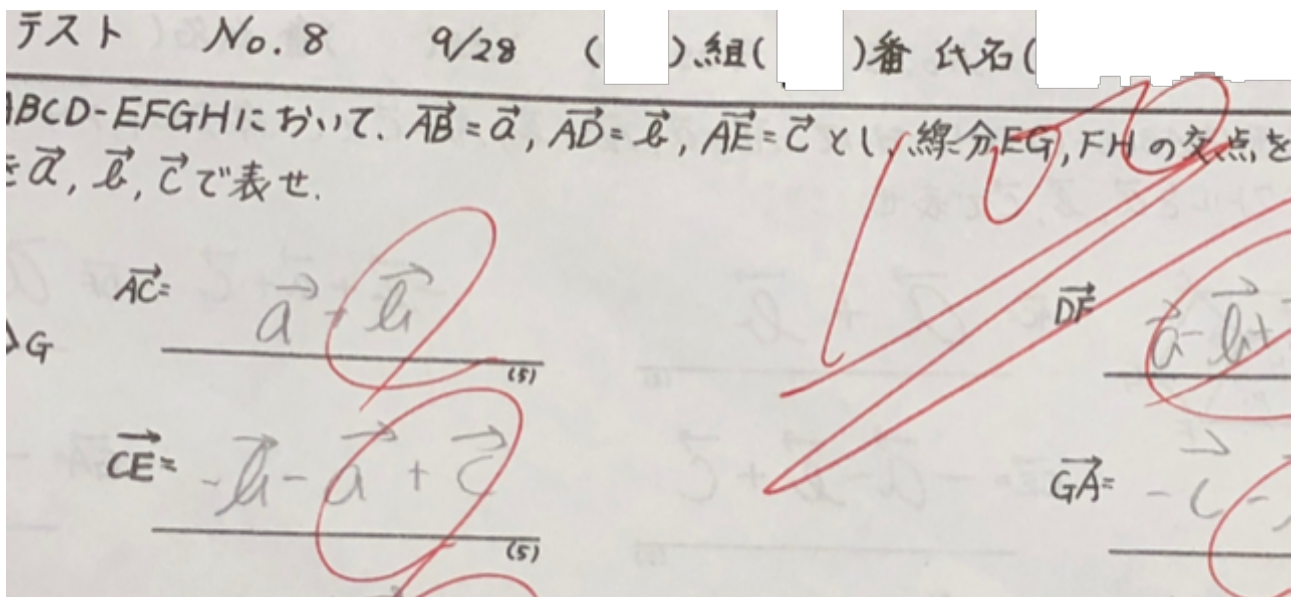 テスト No.8 9/28 ( )組( )番 氏名(
ABCD-EFGHにおいて. AB=a, AD=b, AE=cとし,線分EG,FHの交点を
をa, b, cで表せ.
AC= a+b
(5)
DF a-b+
G
CE= -b-a+c
(5)
GA= -c-